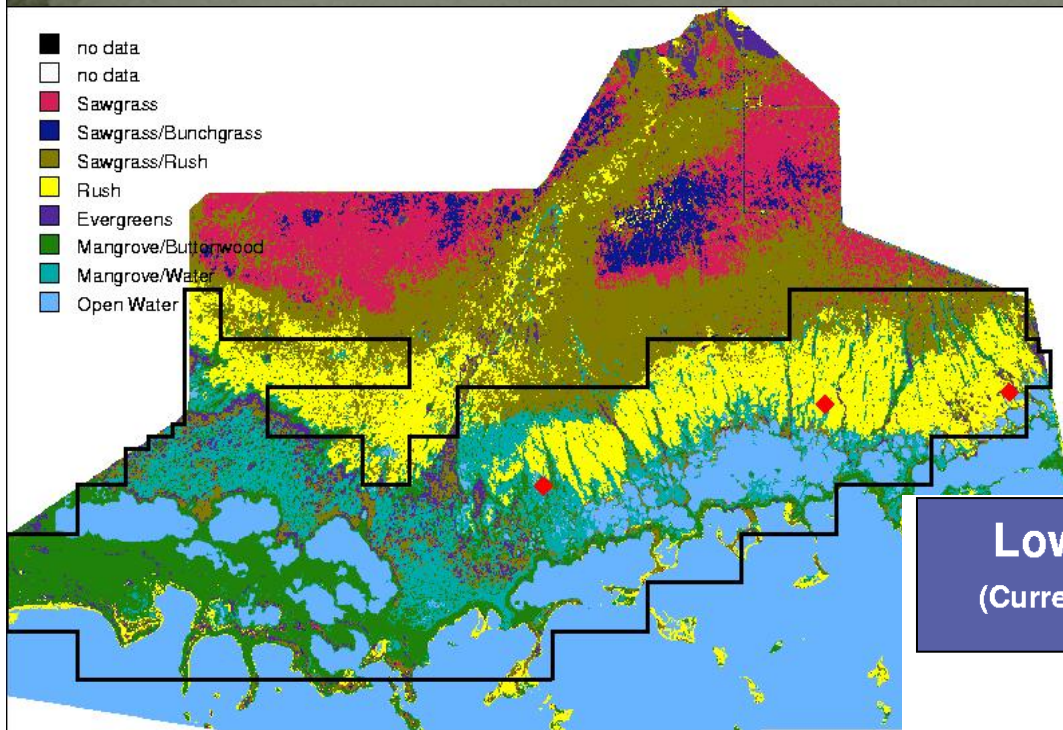 no data
no data
Sawgrass
Sawgrass/Bunchgrass
Sawgrass/Rush
Rush
Evergreens
Mangrove/Buttonwood
Mangrove/Water
Open Water